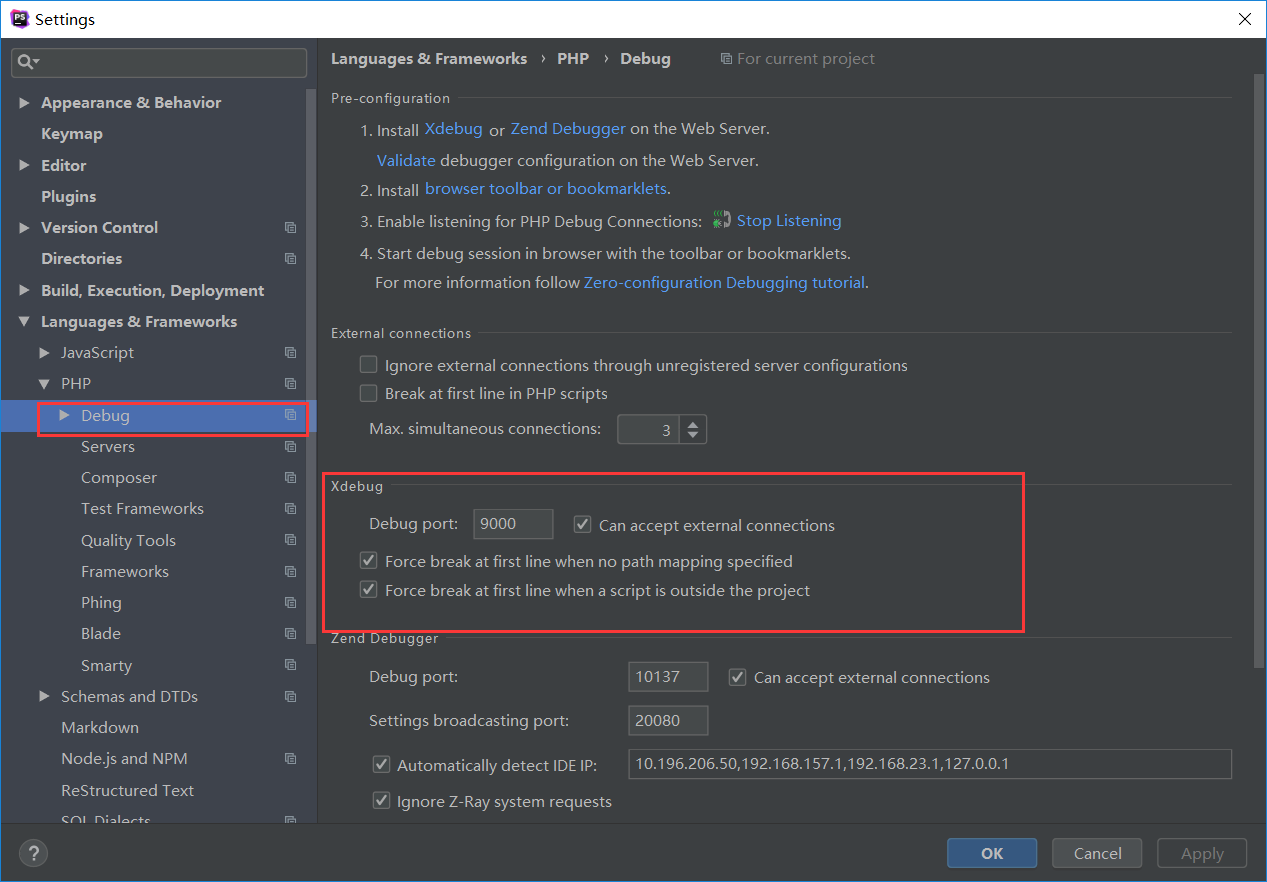 PS Settings
Languages & Frameworks › PHP › Debug For current project
Appearance & Behavior
Keymap
Editor
Plugins
Version Control
Directories
Build, Execution, Deployment
Languages & Frameworks
JavaScript
PHP
Debug
Servers
Composer
Test Frameworks
Quality Tools
Frameworks
Phing
Blade
Smarty
Schemas and DTDs
Markdown
Node.js and NPM
ReStructured Text
SQL Dialects
Pre-configuration
1. Install Xdebug or Zend Debugger on the Web Server.
Validate debugger configuration on the Web Server.
2. Install browser toolbar or bookmarklets.
3. Enable listening for PHP Debug Connections: Stop Listening
4. Start debug session in browser with the toolbar or bookmarklets.
For more information follow Zero-configuration Debugging tutorial.
External connections
Ignore external connections through unregistered server configurations
Break at first line in PHP scripts
Max. simultaneous connections: 3
Xdebug
Debug port: 9000 Can accept external connections
Force break at first line when no path mapping specified
Force break at first line when a script is outside the project
Zend Debugger
Debug port: 10137 Can accept external connections
Settings broadcasting port: 20080
Automatically detect IDE IP: 10.196.206.50,192.168.157.1,192.168.23.1,127.0.0.1
Ignore Z-Ray system requests
? OK Cancel Apply